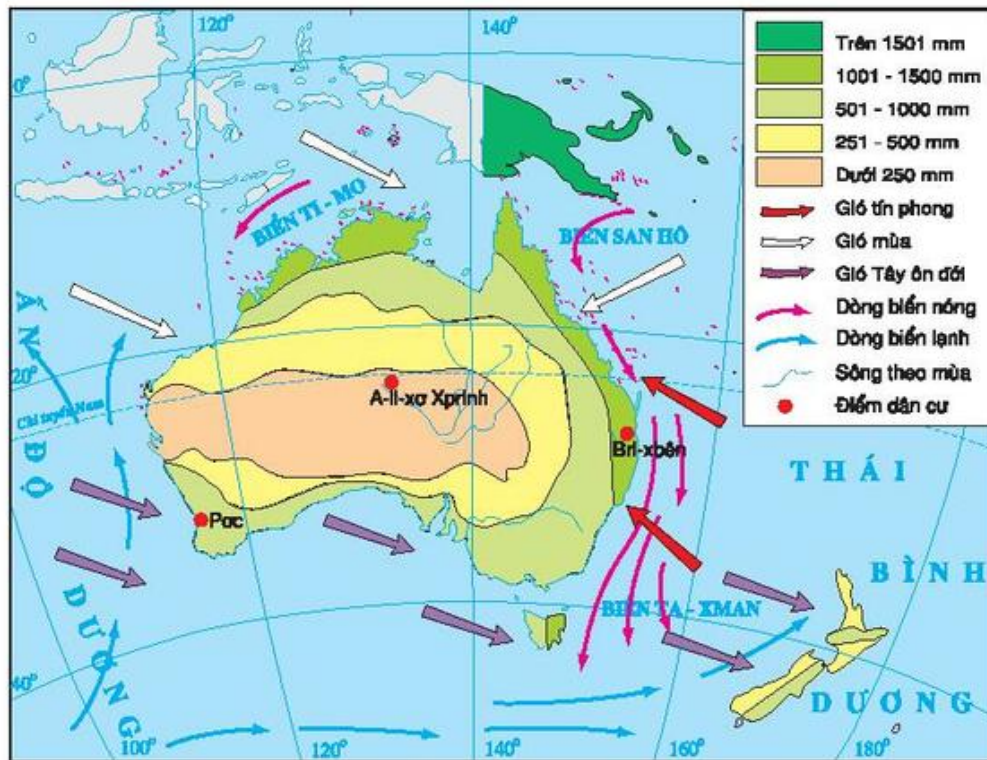 120°
140°
0°
20°
Chí tuyến Nam
40°
100°
120°
140°
160°
180°
BIỂN TI - MO
BIỂN SAN HÔ
A-li-xơ Xprinh
Bri-xbên
Pơc
ẤN ĐỘ
DƯƠNG
THÁI
BÌNH
DƯƠNG
BIỂN TA - XMAN
Trên 1501 mm
1001 - 1500 mm
501 - 1000 mm
251 - 500 mm
Dưới 250 mm
Gió tín phong
Gió mùa
Gió Tây ôn đới
Dòng biển nóng
Dòng biển lạnh
Sông theo mùa
Điểm dân cư